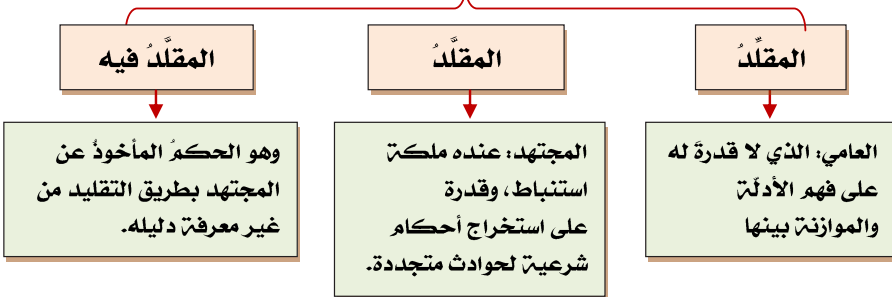 المقلِّدُ
المقلَّدُ
المقلَّدُ فيه
العامي: الذي لا قدرةَ له
على فهم الأدلّة
والموازنة بينها
المجتهد: عنده ملكة
استنباط، وقدرة
على استخراج أحكام
شرعية لحوادث متجددة.
وهو الحكمُ المأخوذُ عن
المجتهد بطريق التقليد من
غير معرفة دليله.